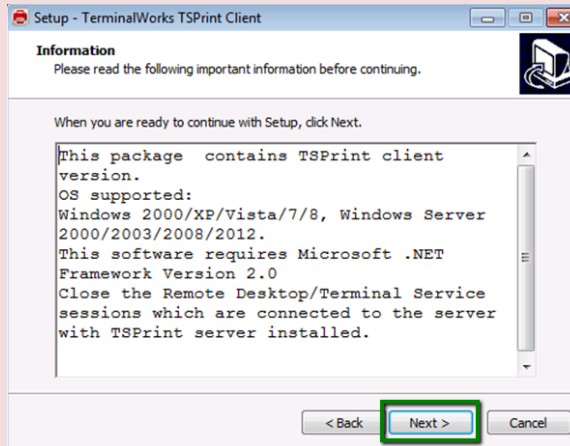 Setup - TerminalWorks TSPrint Client
Information
Please read the following important information before continuing.
When you are ready to continue with Setup, click Next.
This package  contains TSPrint client
version.
OS supported:
Windows 2000/XP/Vista/7/8, Windows Server
2000/2003/2008/2012.
This software requires Microsoft .NET
Framework Version 2.0
Close the Remote Desktop/Terminal Service
sessions which are connected to the server
with TSPrint server installed.
< Back Next > Cancel